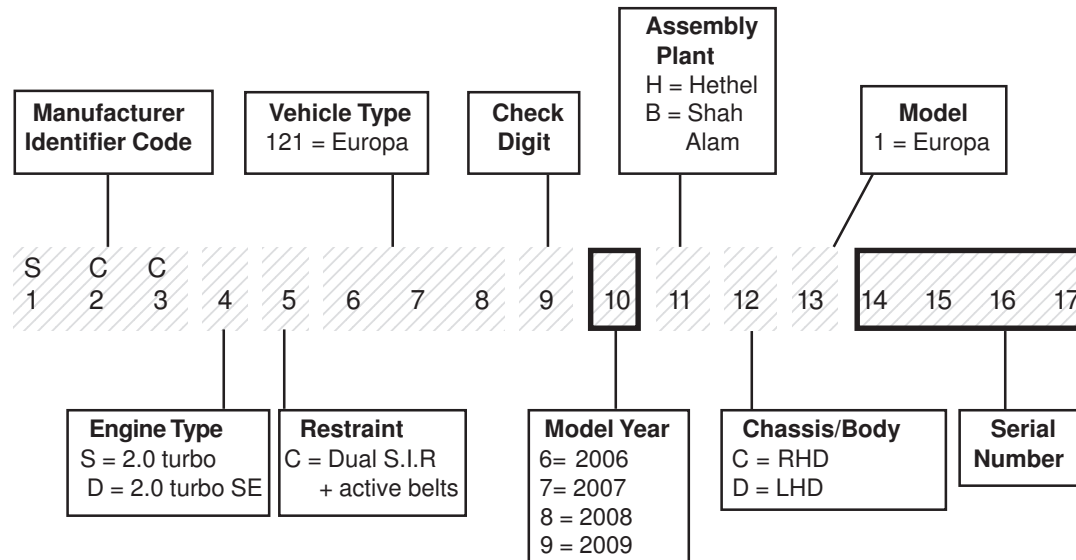 Assembly
Plant
H = Hethel
B = Shah
Alam
Manufacturer
Identifier Code
Vehicle Type
121 = Europa
Check
Digit
Model
1 = Europa
S C C
1 2 3 4 5 6 7 8 9 10 11 12 13 14 15 16 17
Engine Type
S = 2.0 turbo
D = 2.0 turbo SE
Restraint
C = Dual S.I.R
+ active belts
Model Year
6= 2006
7= 2007
8 = 2008
9 = 2009
Chassis/Body
C = RHD
D = LHD
Serial
Number